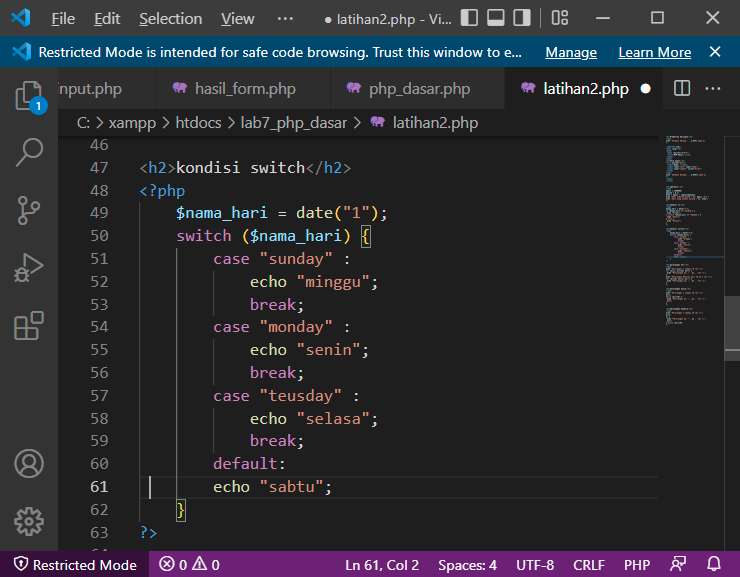 File Edit Selection View ··· ● latihan2.php - Vi...
Restricted Mode is intended for safe code browsing. Trust this window to e... Manage Learn More
input.php hasil_form.php php_dasar.php latihan2.php ● ···
C: > xampp > htdocs > lab7_php_dasar > latihan2.php
1
46
47 <h2>kondisi switch</h2>
48 <?php
49 $nama_hari = date("1");
50 switch ($nama_hari) {
51 case "sunday" :
52 echo "minggu";
53 break;
54 case "monday" :
55 echo "senin";
56 break;
57 case "teusday" :
58 echo "selasa";
59 break;
60 default:
61 echo "sabtu";
62 }
63 ?>
Restricted Mode 0 0 Ln 61, Col 2 Spaces: 4 UTF-8 CRLF PHP